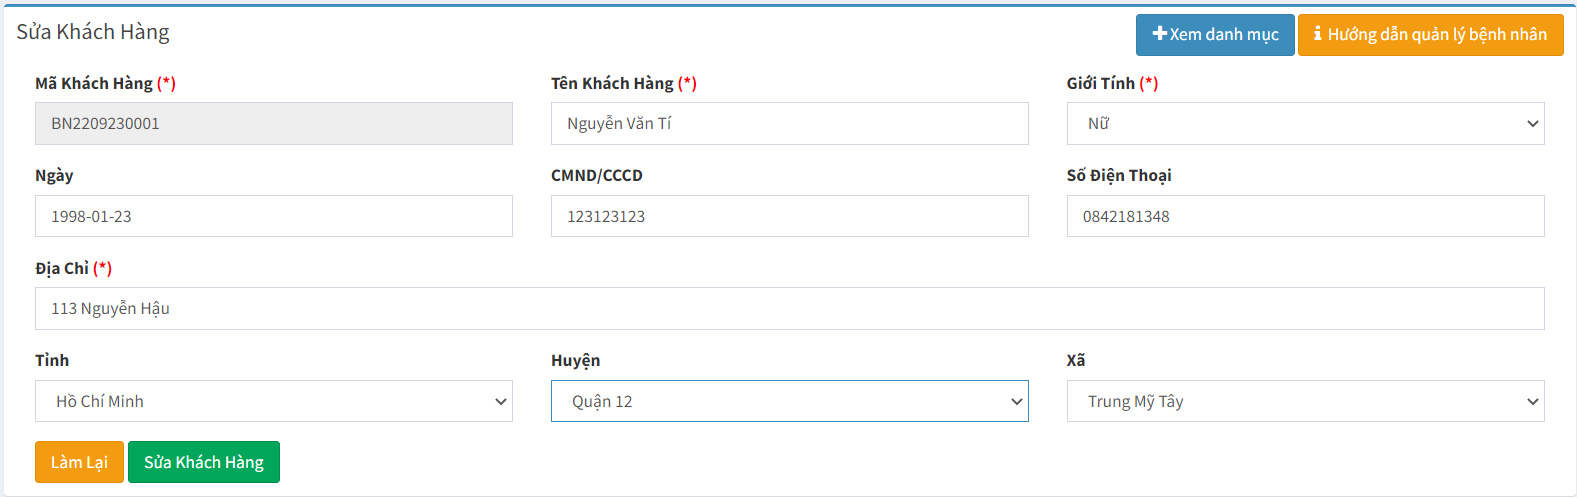 Sửa Khách Hàng
Xem danh mục
Hướng dẫn quản lý bệnh nhân
Mã Khách Hàng (*)
Tên Khách Hàng (*)
Giới Tính (*)
BN2209230001
Nguyễn Văn Tí
Nữ
Ngày
CMND/CCCD
Số Điện Thoại
1998-01-23
123123123
0842181348
Địa Chỉ (*)
113 Nguyễn Hậu
Tỉnh
Huyện
Xã
Hồ Chí Minh
Quận 12
Trung Mỹ Tây
Làm Lại
Sửa Khách Hàng